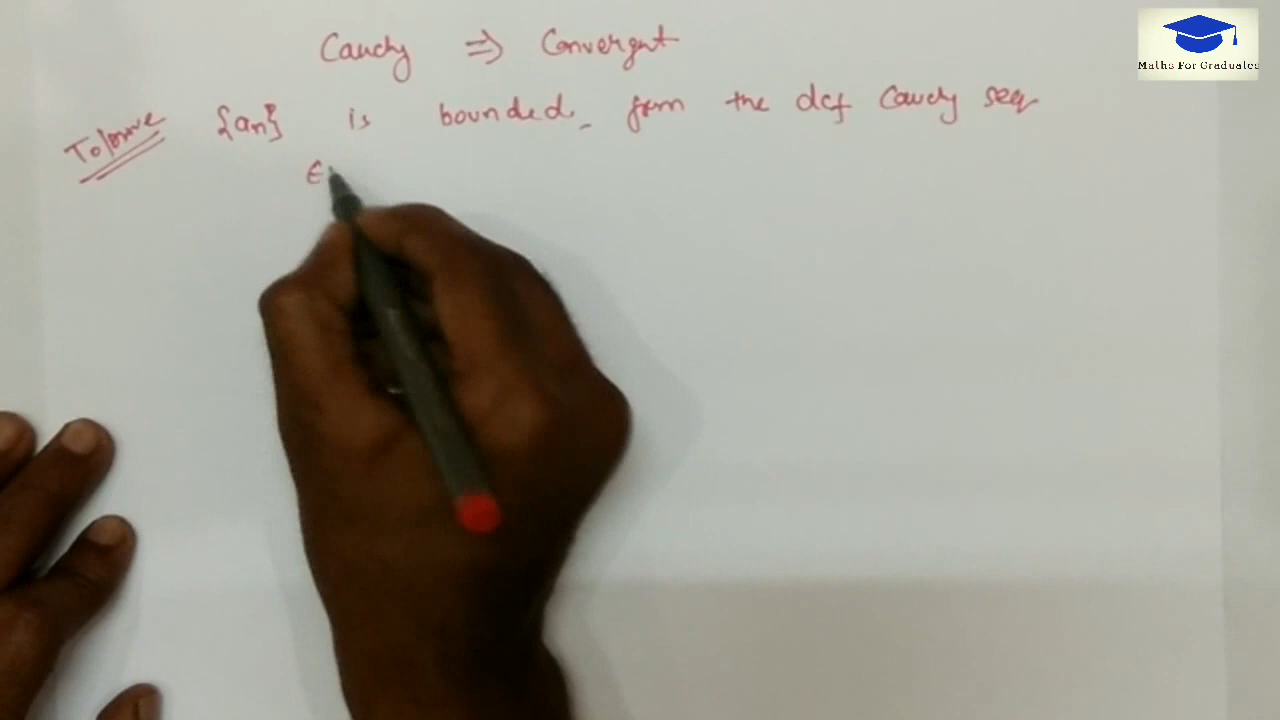 Cauchy ⇒ Convergent
To prove {an} is bounded. from the def Cauchy seq
ε
Maths For Graduates